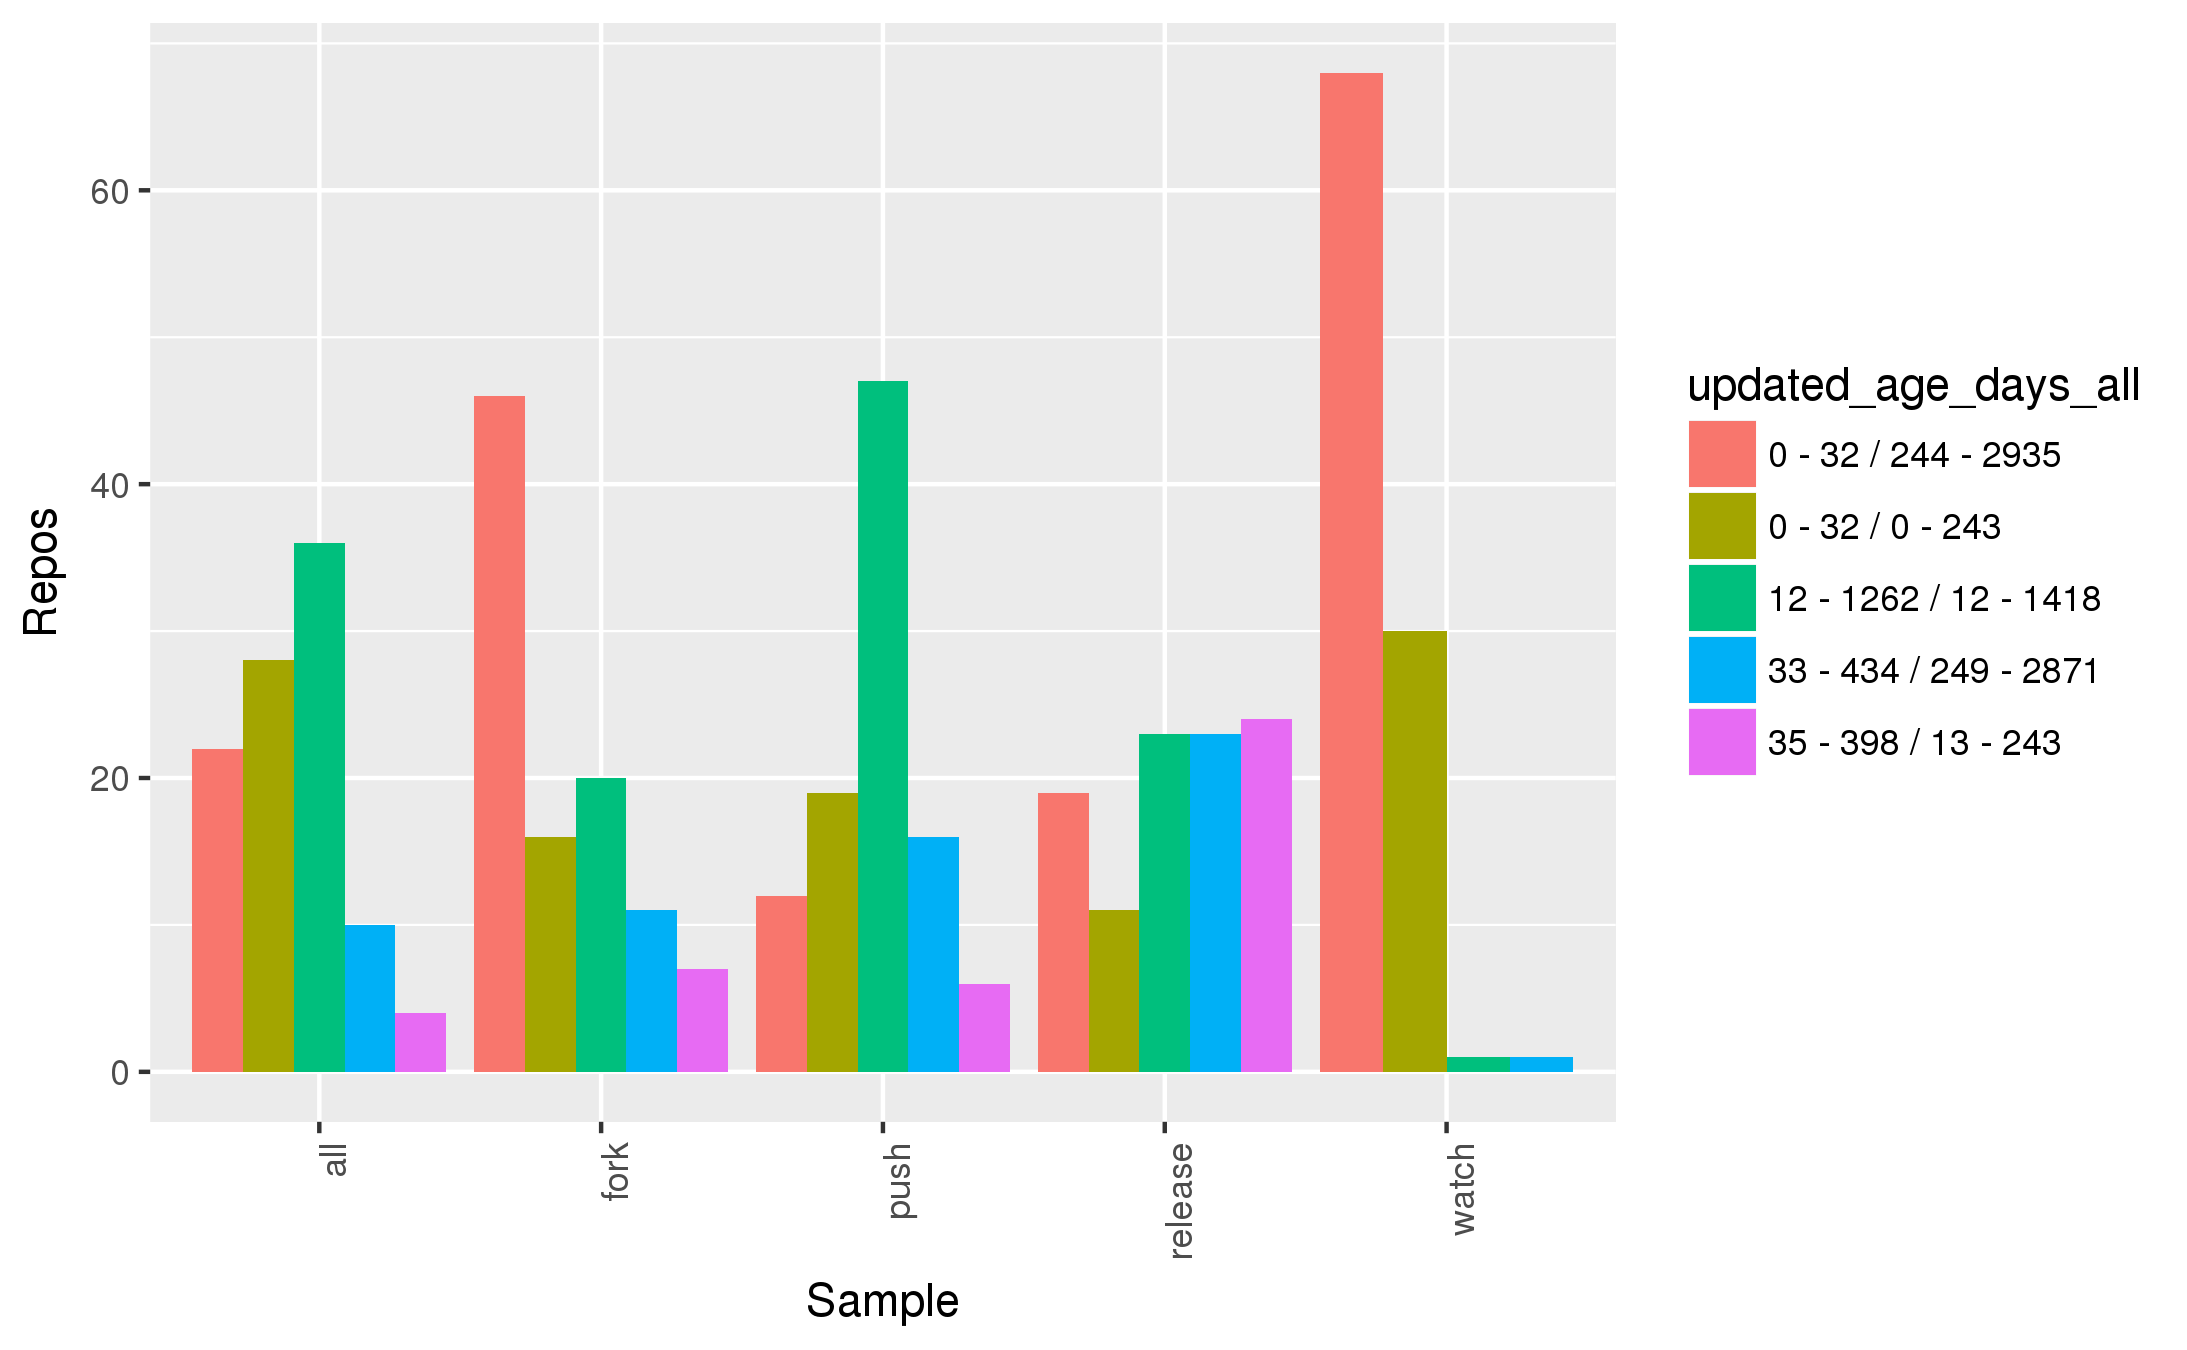 60
40
20
0
Repos
all
fork
push
release
watch
Sample
updated_age_days_all
0 - 32 / 244 - 2935
0 - 32 / 0 - 243
12 - 1262 / 12 - 1418
33 - 434 / 249 - 2871
35 - 398 / 13 - 243